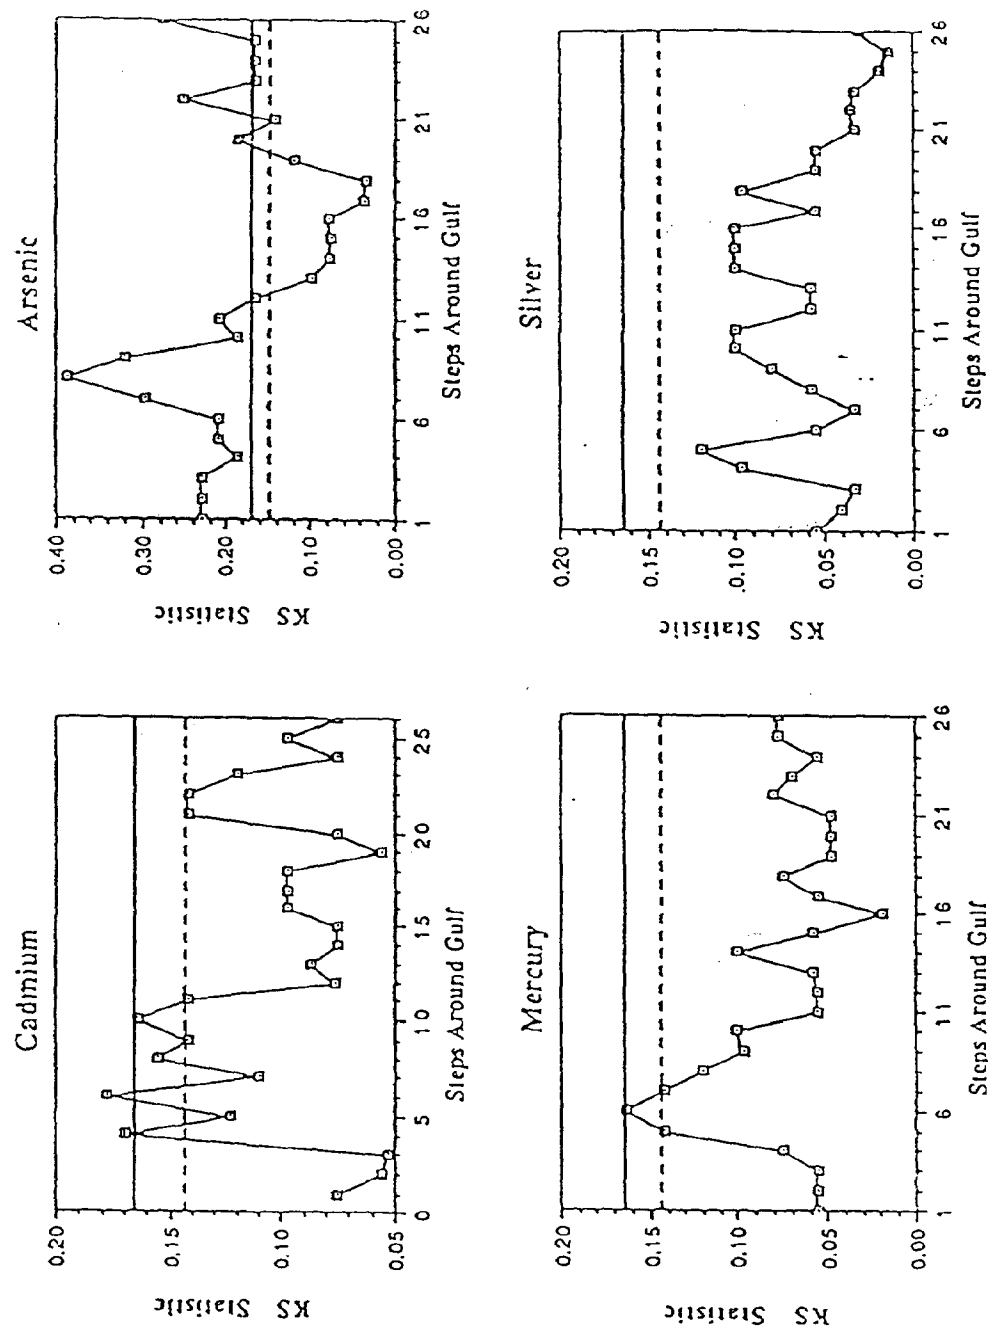 Cadmium
KS Statistic
0.20
0.15
0.10
0.05
0 5 10 15 20 25
Steps Around Gulf
Arsenic
KS Statistic
0.40
0.30
0.20
0.10
0.00
1 6 11 16 21 26
Steps Around Gulf
Mercury
KS Statistic
0.20
0.15
0.10
0.05
0.00
1 6 11 16 21 26
Steps Around Gulf
Silver
KS Statistic
0.20
0.15
0.10
0.05
0.00
1 6 11 16 21 26
Steps Around Gulf